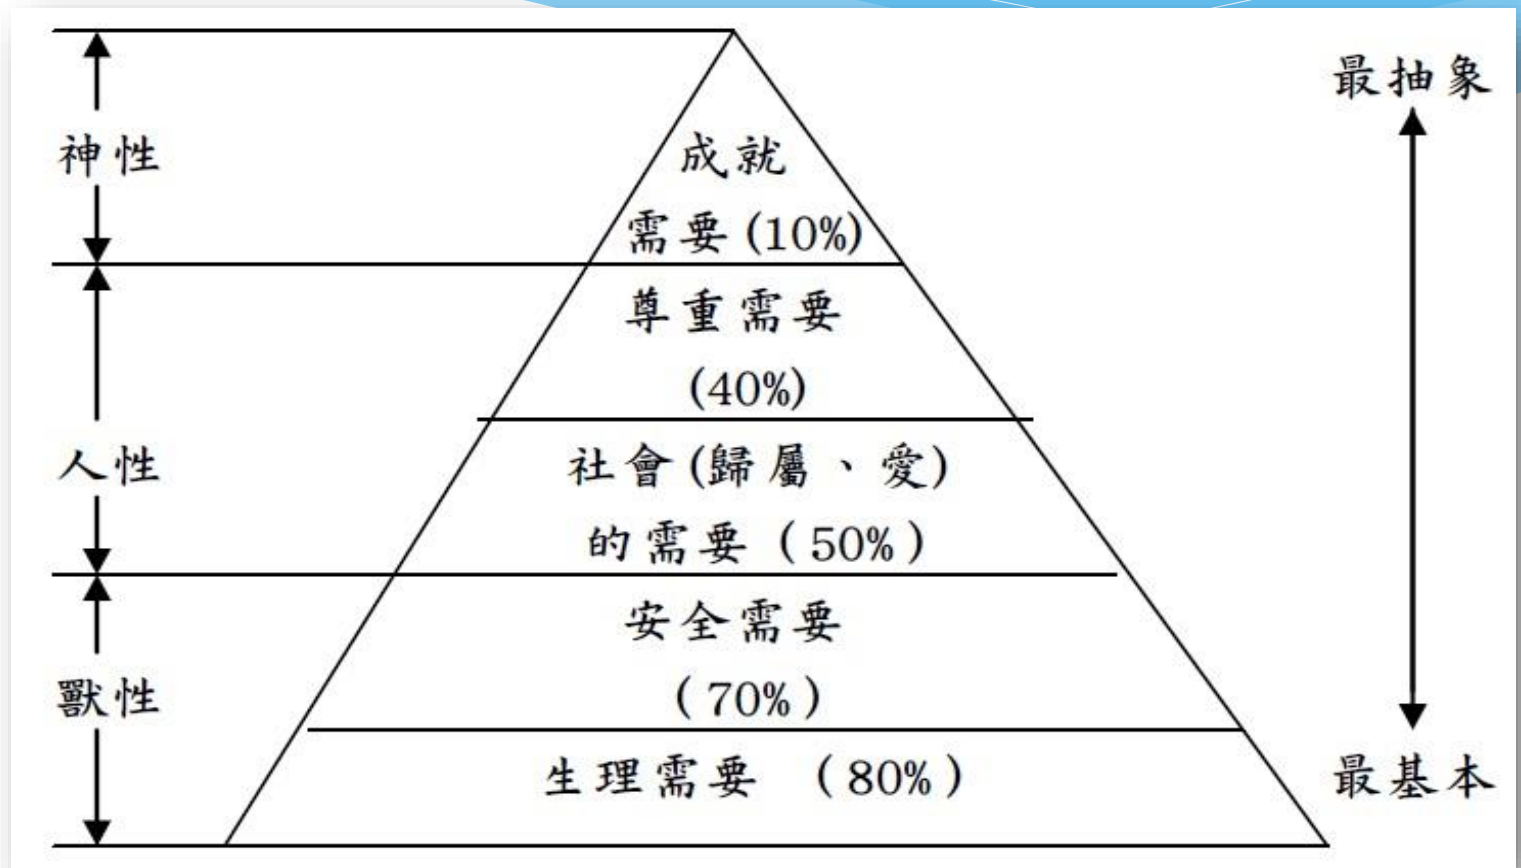 最抽象
神性
成就
需要(10%)
尊重需要
(40%)
人性
社會(歸屬、愛)
的需要(50%)
安全需要
(70%)
獸性
生理需要 (80%)
最基本